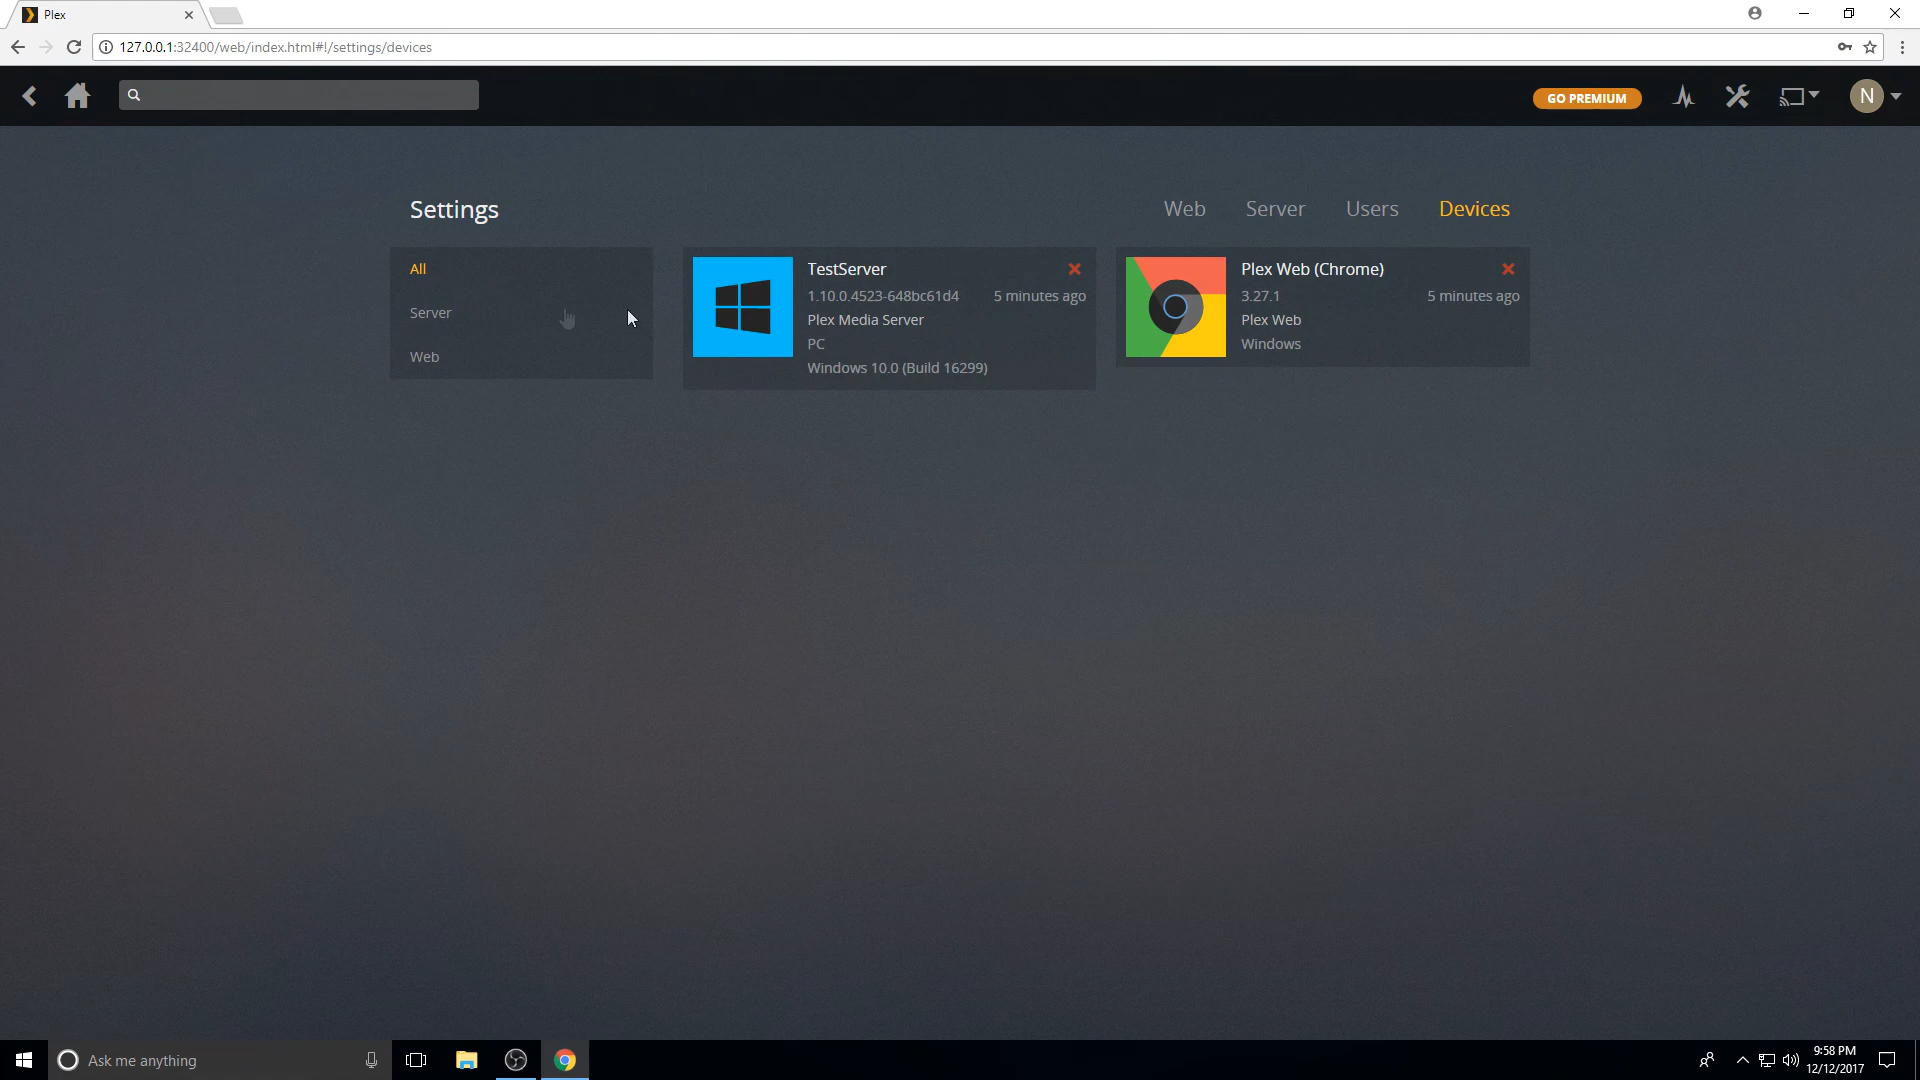 Plex
127.0.0.1:32400/web/index.html#!/settings/devices
GO PREMIUM
N
Settings
Web
Server
Users
Devices
All
Server
Web
TestServer
1.10.0.4523-648bc61d4
5 minutes ago
Plex Media Server
PC
Windows 10.0 (Build 16299)
Plex Web (Chrome)
3.27.1
5 minutes ago
Plex Web
Windows
Ask me anything
9:58 PM
12/12/2017